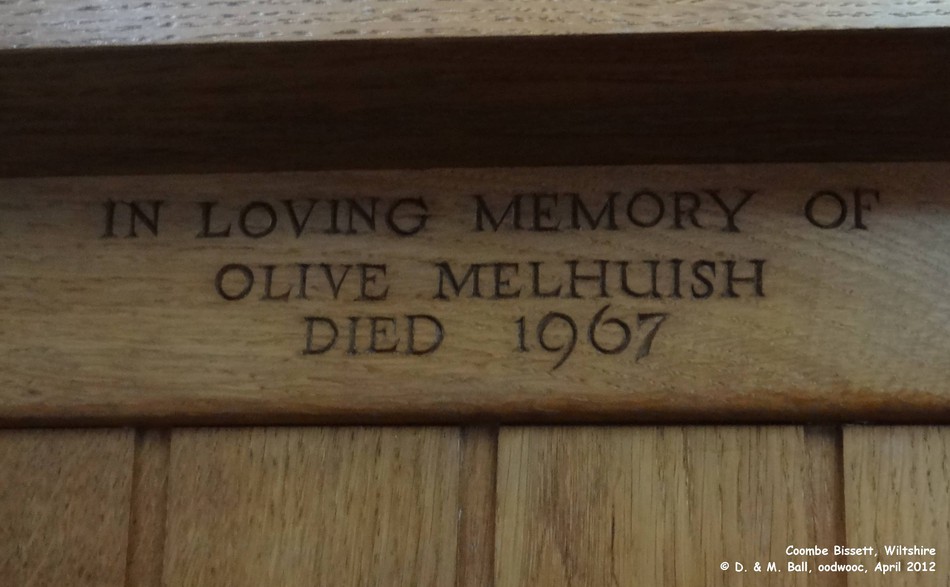 IN LOVING MEMORY OF
OLIVE MELHUISH
DIED 1967
Coombe Bissett, Wiltshire
© D. & M. Ball, oodwooc, April 2012